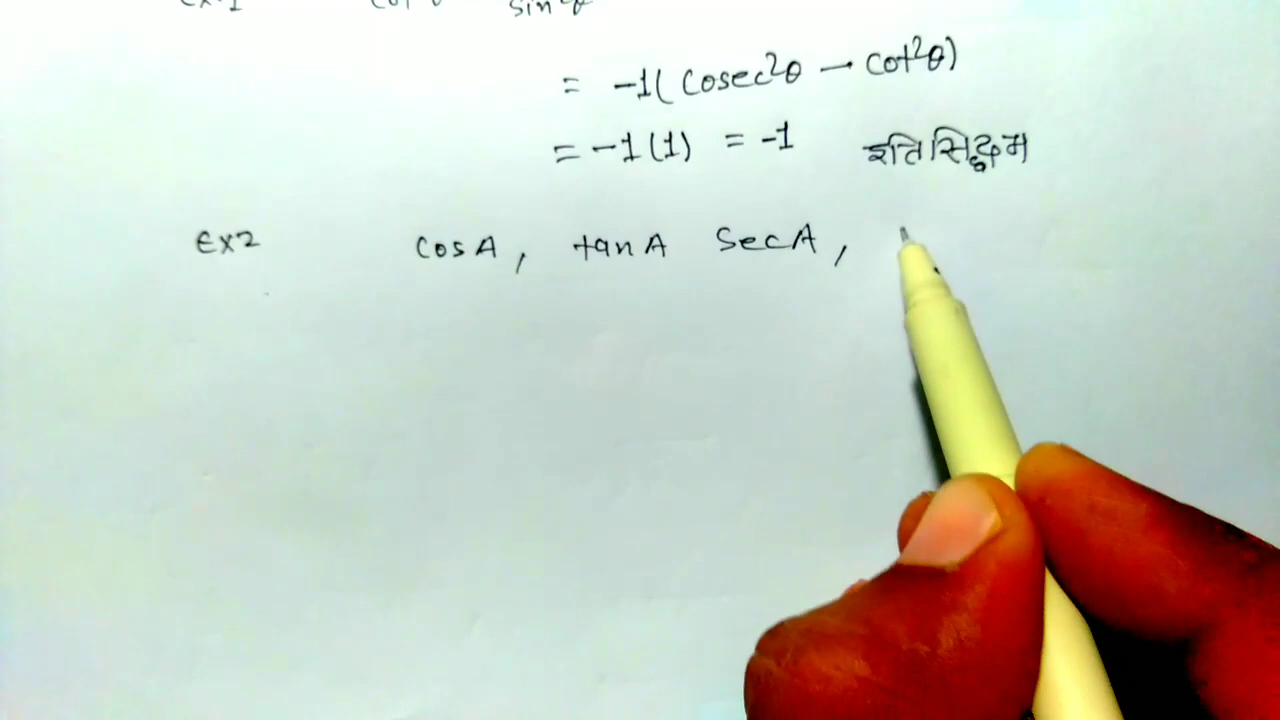 = -1(Cosec²θ - Cot²θ)
= -1(1) = -1 इति सिद्धम
Ex2 CosA, tanA SecA,